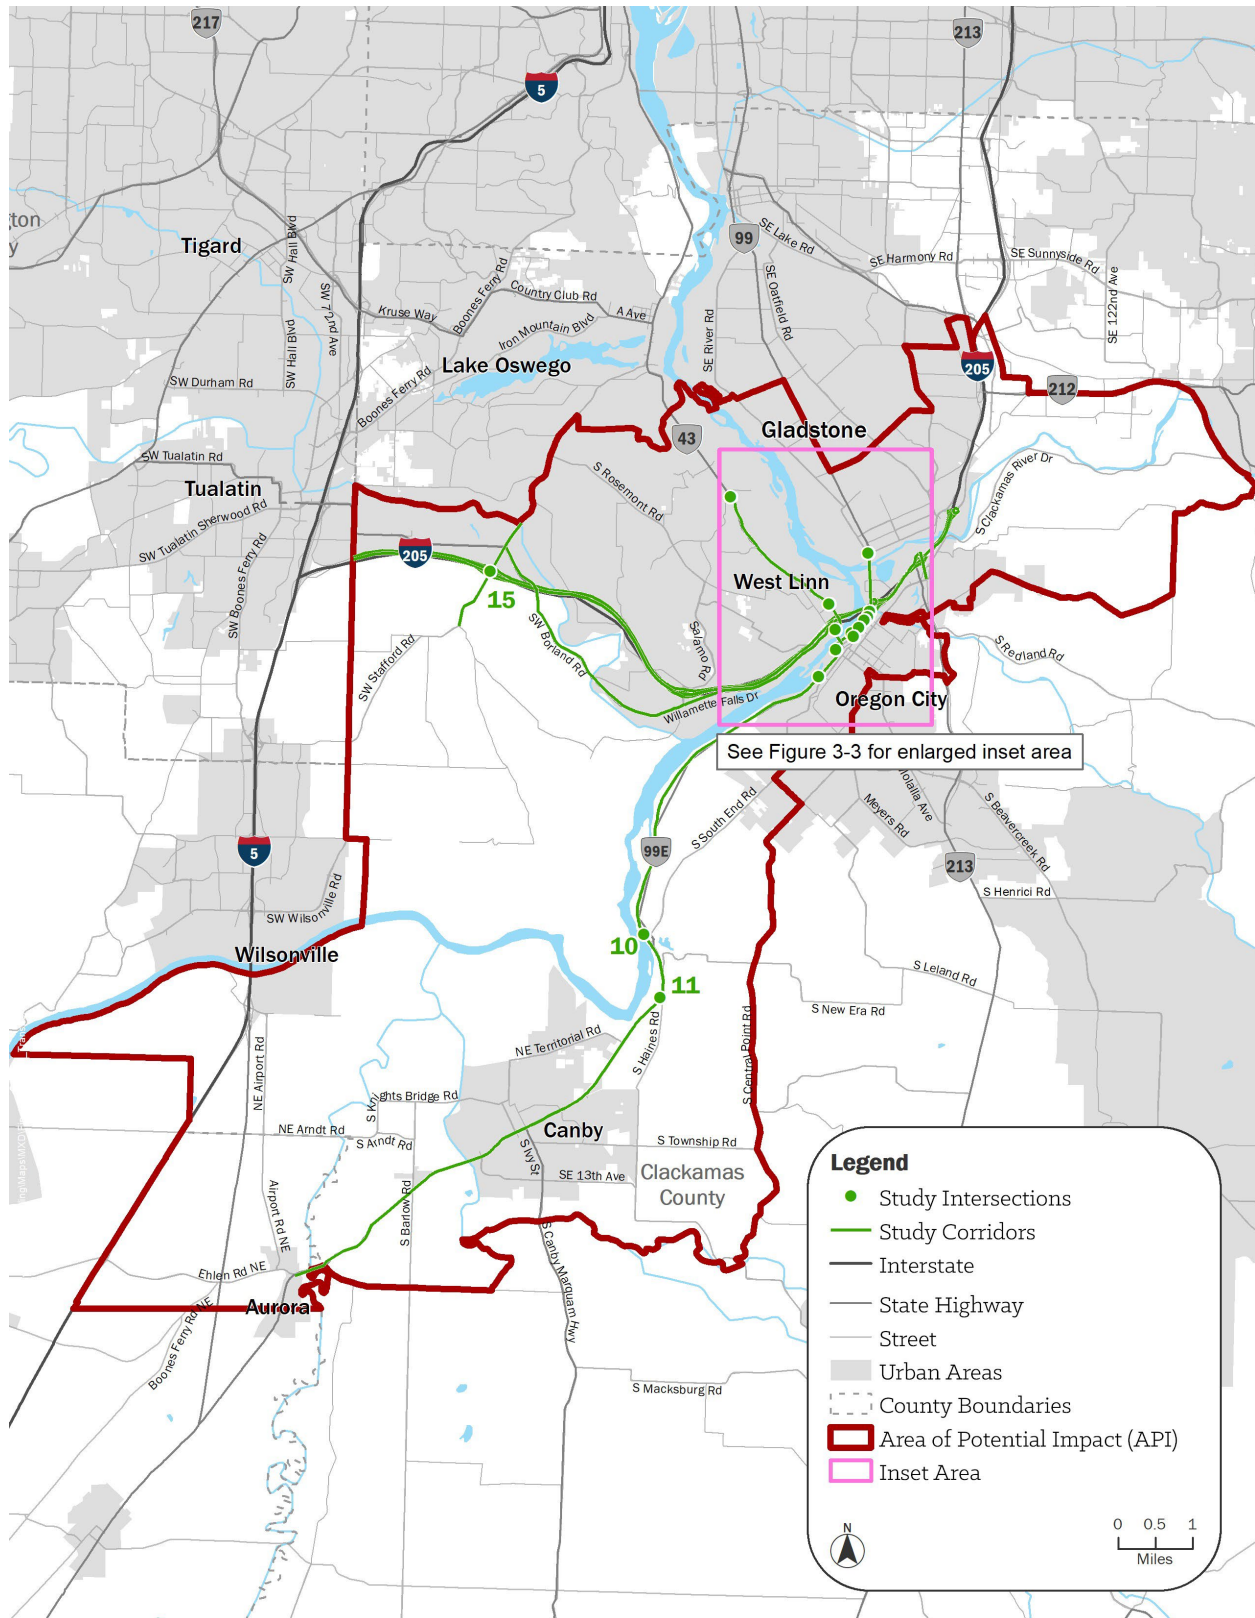 217
213
5
gton
y
Tigard
SW Hall Blvd
SW 72nd Ave
99
SE Lake Rd
SE Harmony Rd
SE Sunnyside Rd
SE Oatfield Rd
SE 122nd Ave
Boones Ferry Rd
Country Club Rd
Kruse Way
A Ave
Iron Mountain Blvd
SE River Rd
SW Hall Blvd
Lake Oswego
SW Durham Rd
Boones Ferry Rd
205
212
Gladstone
43
SW Tualatin Rd
S Rosemont Rd
S Clackamas River Dr
Tualatin
SW Tualatin Sherwood Rd
SW Boones Ferry Rd
205
West Linn
15
SW Borland Rd
Salamo Rd
S Redland Rd
SW Stafford Rd
Willamette Falls Dr
Oregon City
See Figure 3-3 for enlarged inset area
S South End Rd
Meyers Rd
S Beavercreek Rd
5
99E
213
S Henrici Rd
SW Wilsonville Rd
Wilsonville
10
11
S Leland Rd
S New Era Rd
S Central Point Rd
NE Territorial Rd
S Haines Rd
NE Airport Rd
S Knights Bridge Rd
NE Arndt Rd
S Arndt Rd
Canby
S Township Rd
S Ivy St
SE 13th Ave
Clackamas
County
Airport Rd NE
S Barlow Rd
S Canby Marquam Hwy
Ehlen Rd NE
Aurora
Boones Ferry Rd NE
S Macksburg Rd
Legend
Study Intersections
Study Corridors
Interstate
State Highway
Street
Urban Areas
County Boundaries
Area of Potential Impact (API)
Inset Area
N
0 0.5 1
Miles